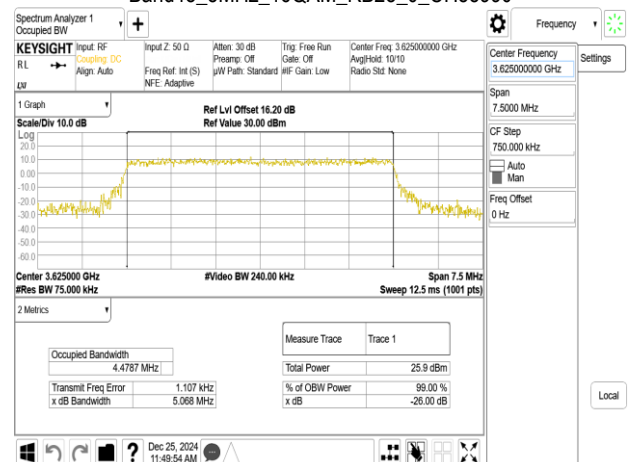 Spectrum Analyzer 1
Occupied BW
Frequency
KEYSIGHT
RL
Input: RF
Coupling: DC
Align: Auto
Input Z: 50 Ω
Freq Ref: Int (S)
NFE: Adaptive
Atten: 30 dB
Preamp: Off
µW Path: Standard
Trig: Free Run
Gate: Off
#IF Gain: Low
Center Freq: 3.625000000 GHz
Avg|Hold: 10/10
Radio Std: None
Center Frequency
3.625000000 GHz
Settings
Span
7.5000 MHz
CF Step
750.000 kHz
Auto
Man
Freq Offset
0 Hz
Local
1 Graph
Scale/Div 10.0 dB
Ref Lvl Offset 16.20 dB
Ref Value 30.00 dBm
Log
20.0
10.0
0.00
-10.0
-20.0
-30.0
-40.0
-50.0
-60.0
Center 3.625000 GHz
#Video BW 240.00 kHz
Span 7.5 MHz
#Res BW 75.000 kHz
Sweep 12.5 ms (1001 pts)
2 Metrics
Occupied Bandwidth
4.4787 MHz
Transmit Freq Error 1.107 kHz
x dB Bandwidth 5.068 MHz
Measure Trace Trace 1
Total Power 25.9 dBm
% of OBW Power 99.00 %
x dB -26.00 dB
?
Dec 25, 2024
11:49:54 AM